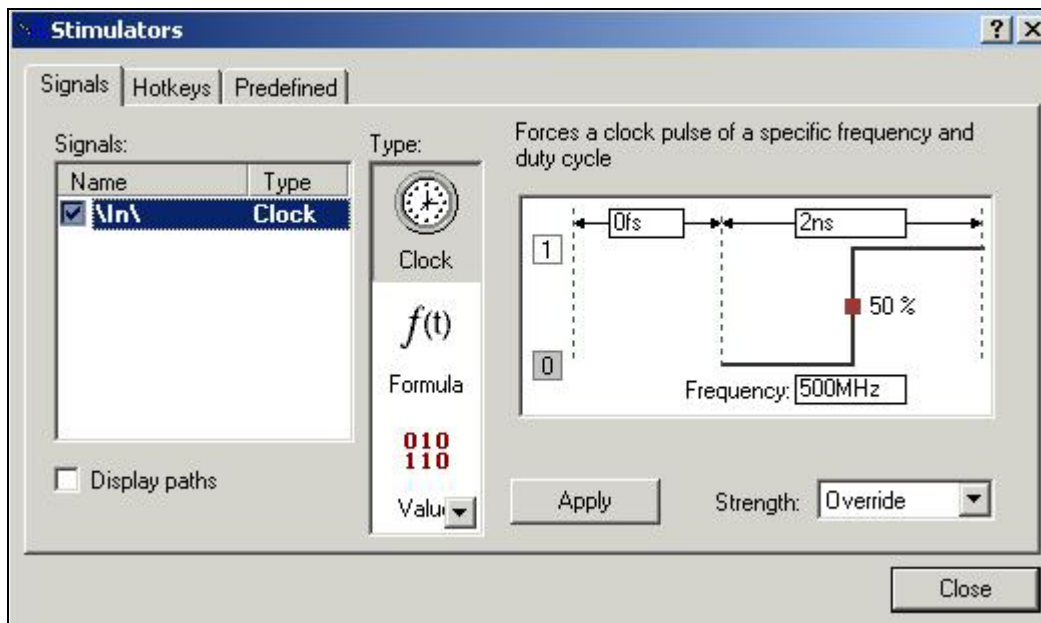 Stimulators
Signals
Hotkeys
Predefined
Signals:
Name Type
\In\ Clock
Display paths
Type:
Clock
f(t)
Formula
010
110
Forces a clock pulse of a specific frequency and
duty cycle
0fs
2ns
1
50 %
0
Frequency: 500MHz
Apply
Strength: Override
Close